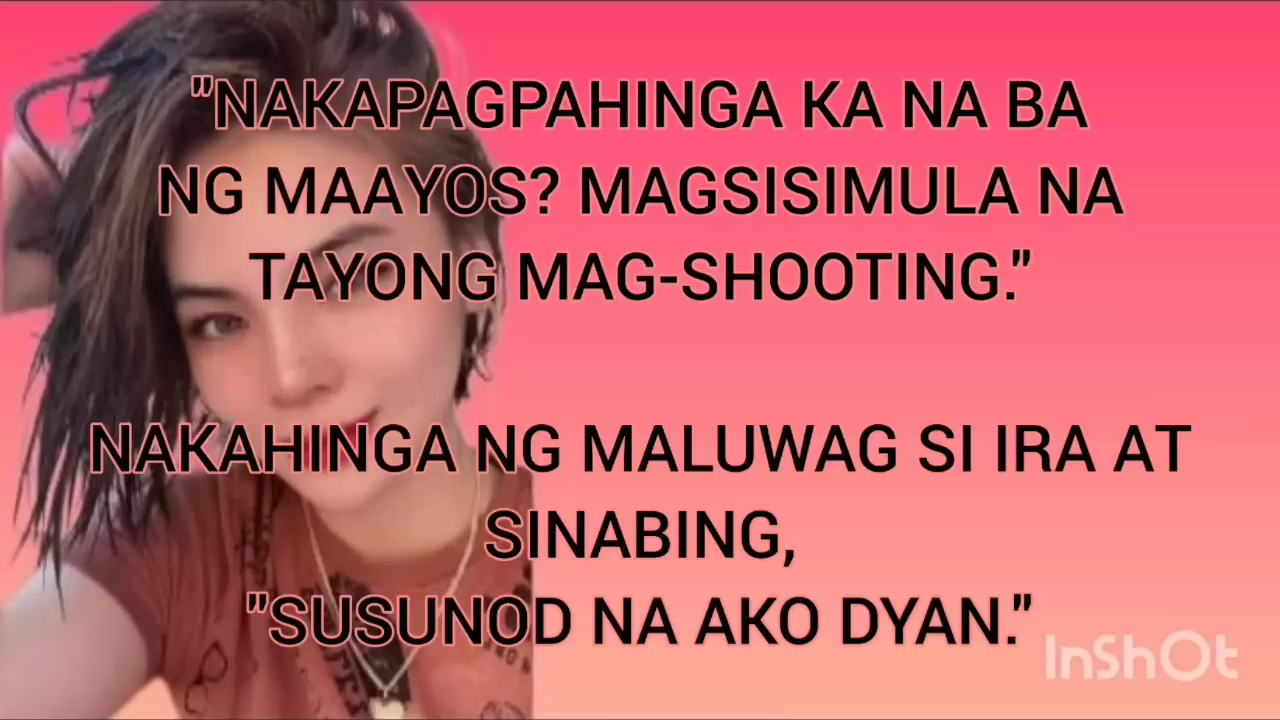 "NAKAPAGPAHINGA KA NA BA
NG MAAYOS? MAGSISIMULA NA
TAYONG MAG-SHOOTING."
NAKAHINGA NG MALUWAG SI IRA AT
SINABING,
"SUSUNOD NA AKO DYAN."
InShOt